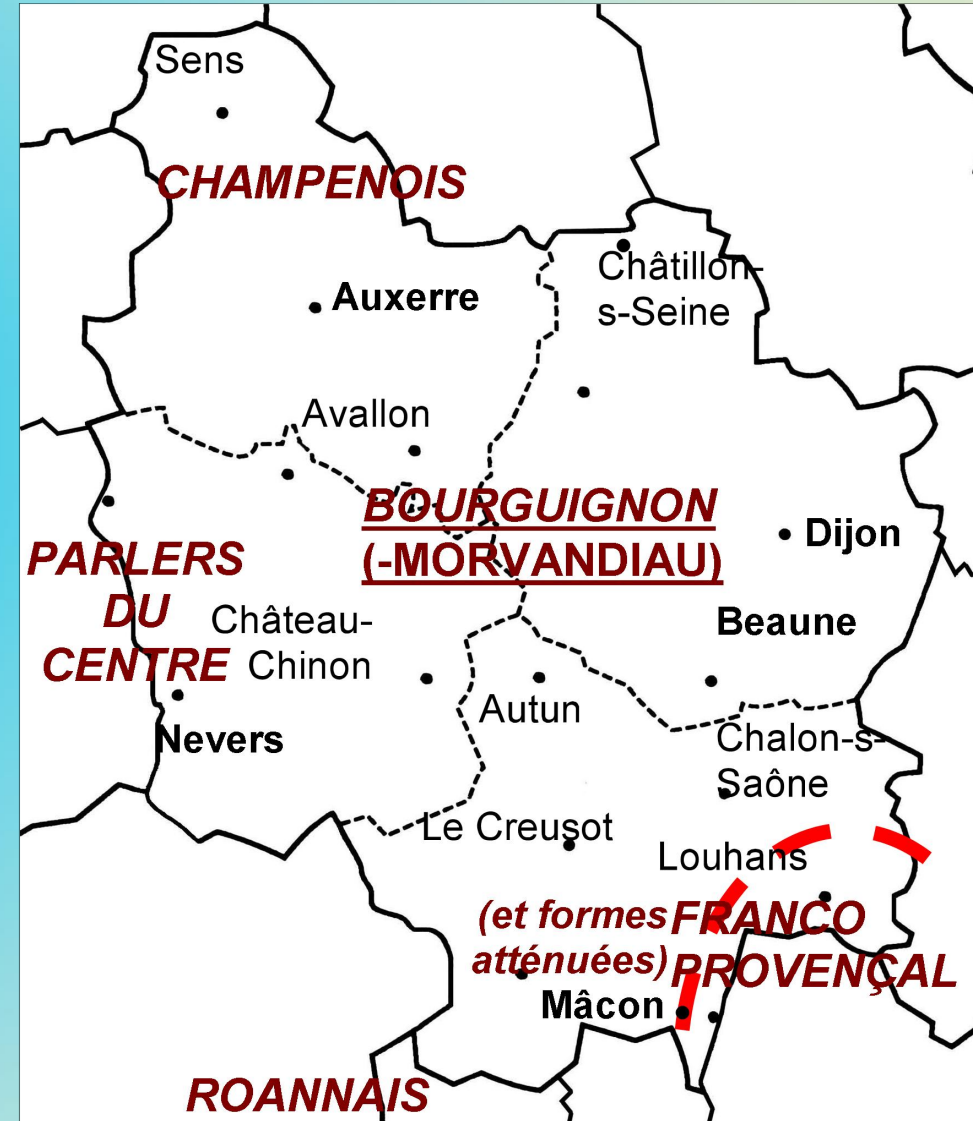 Sens
CHAMPENOIS
Châtillon-
s-Seine
Auxerre
Avallon
BOURGUIGNON
(-MORVANDIAU)
Dijon
PARLERS
DU
CENTRE
Château-
Chinon
Beaune
Autun
Nevers
Chalon-s-
Saône
Le Creusot
Louhans
(et formes
atténuées)
FRANCO
PROVENÇAL
Mâcon
ROANNAIS